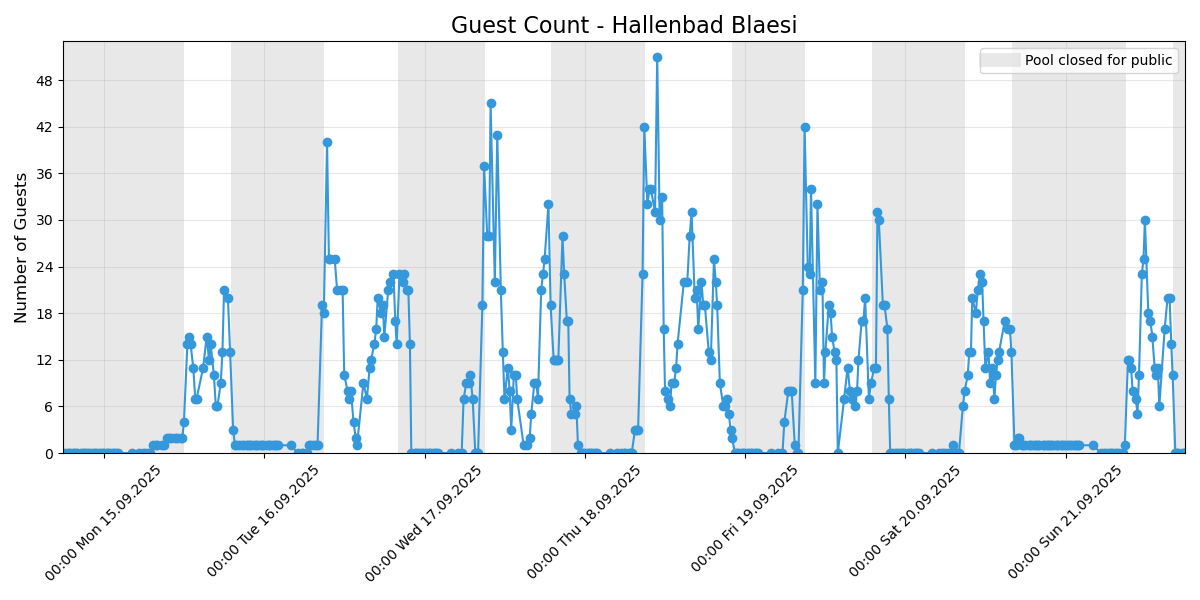 Guest Count - Hallenbad Blaesi
Pool closed for public
Number of Guests
48
42
36
30
24
18
12
6
0
00:00 Mon 15.09.2025
00:00 Tue 16.09.2025
00:00 Wed 17.09.2025
00:00 Thu 18.09.2025
00:00 Fri 19.09.2025
00:00 Sat 20.09.2025
00:00 Sun 21.09.2025